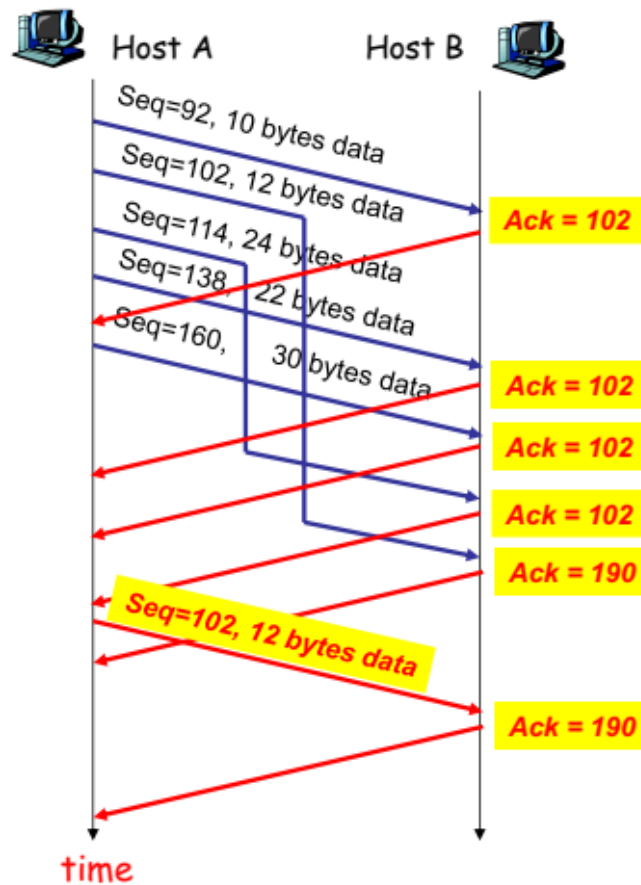 Host A
Host B
Seq=92, 10 bytes data
Seq=102, 12 bytes data
Ack = 102
Seq=114, 24 bytes data
Seq=138, 22 bytes data
Seq=160, 30 bytes data
Ack = 102
Ack = 102
Ack = 102
Ack = 190
Seq=102, 12 bytes data
Ack = 190
time